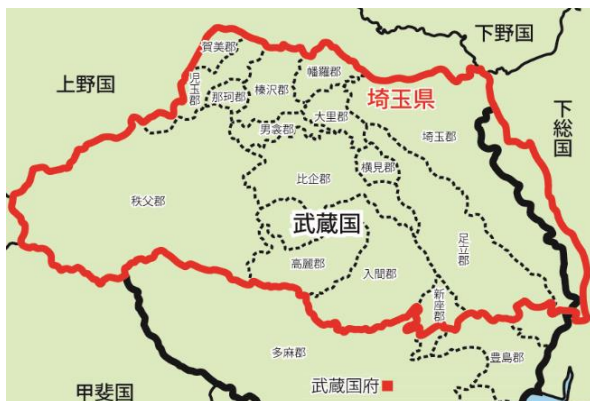 下野国
賀美郡
上野国
幡羅郡
児玉郡
那珂郡
榛沢郡
埼玉県
大里郡
男衾郡
埼玉郡
下総国
横見郡
比企郡
秩父郡
武蔵国
足立郡
高麗郡
入間郡
新座郡
多麻郡
豊島郡
武蔵国府
甲斐国